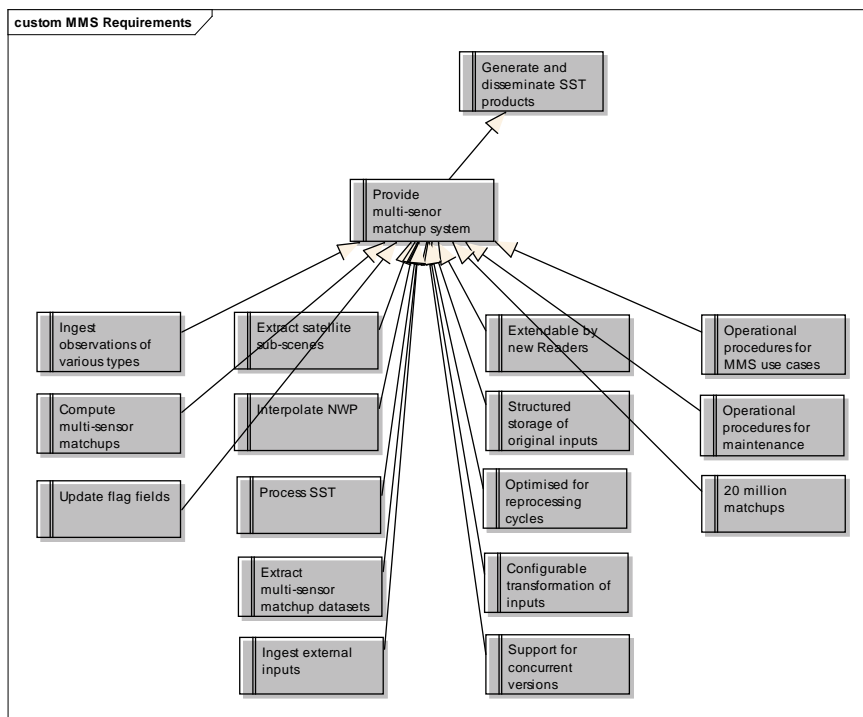 custom MMS Requirements
Generate and
disseminate SST
products
Provide
multi-senor
matchup system
Ingest
observations of
various types
Extract satellite
sub-scenes
Extendable by
new Readers
Operational
procedures for
MMS use cases
Compute
multi-sensor
matchups
Interpolate NWP
Structured
storage of
original inputs
Operational
procedures for
maintenance
Update flag fields
Process SST
Optimised for
reprocessing
cycles
20 million
matchups
Extract
multi-sensor
matchup datasets
Configurable
transformation of
inputs
Ingest external
inputs
Support for
concurrent
versions